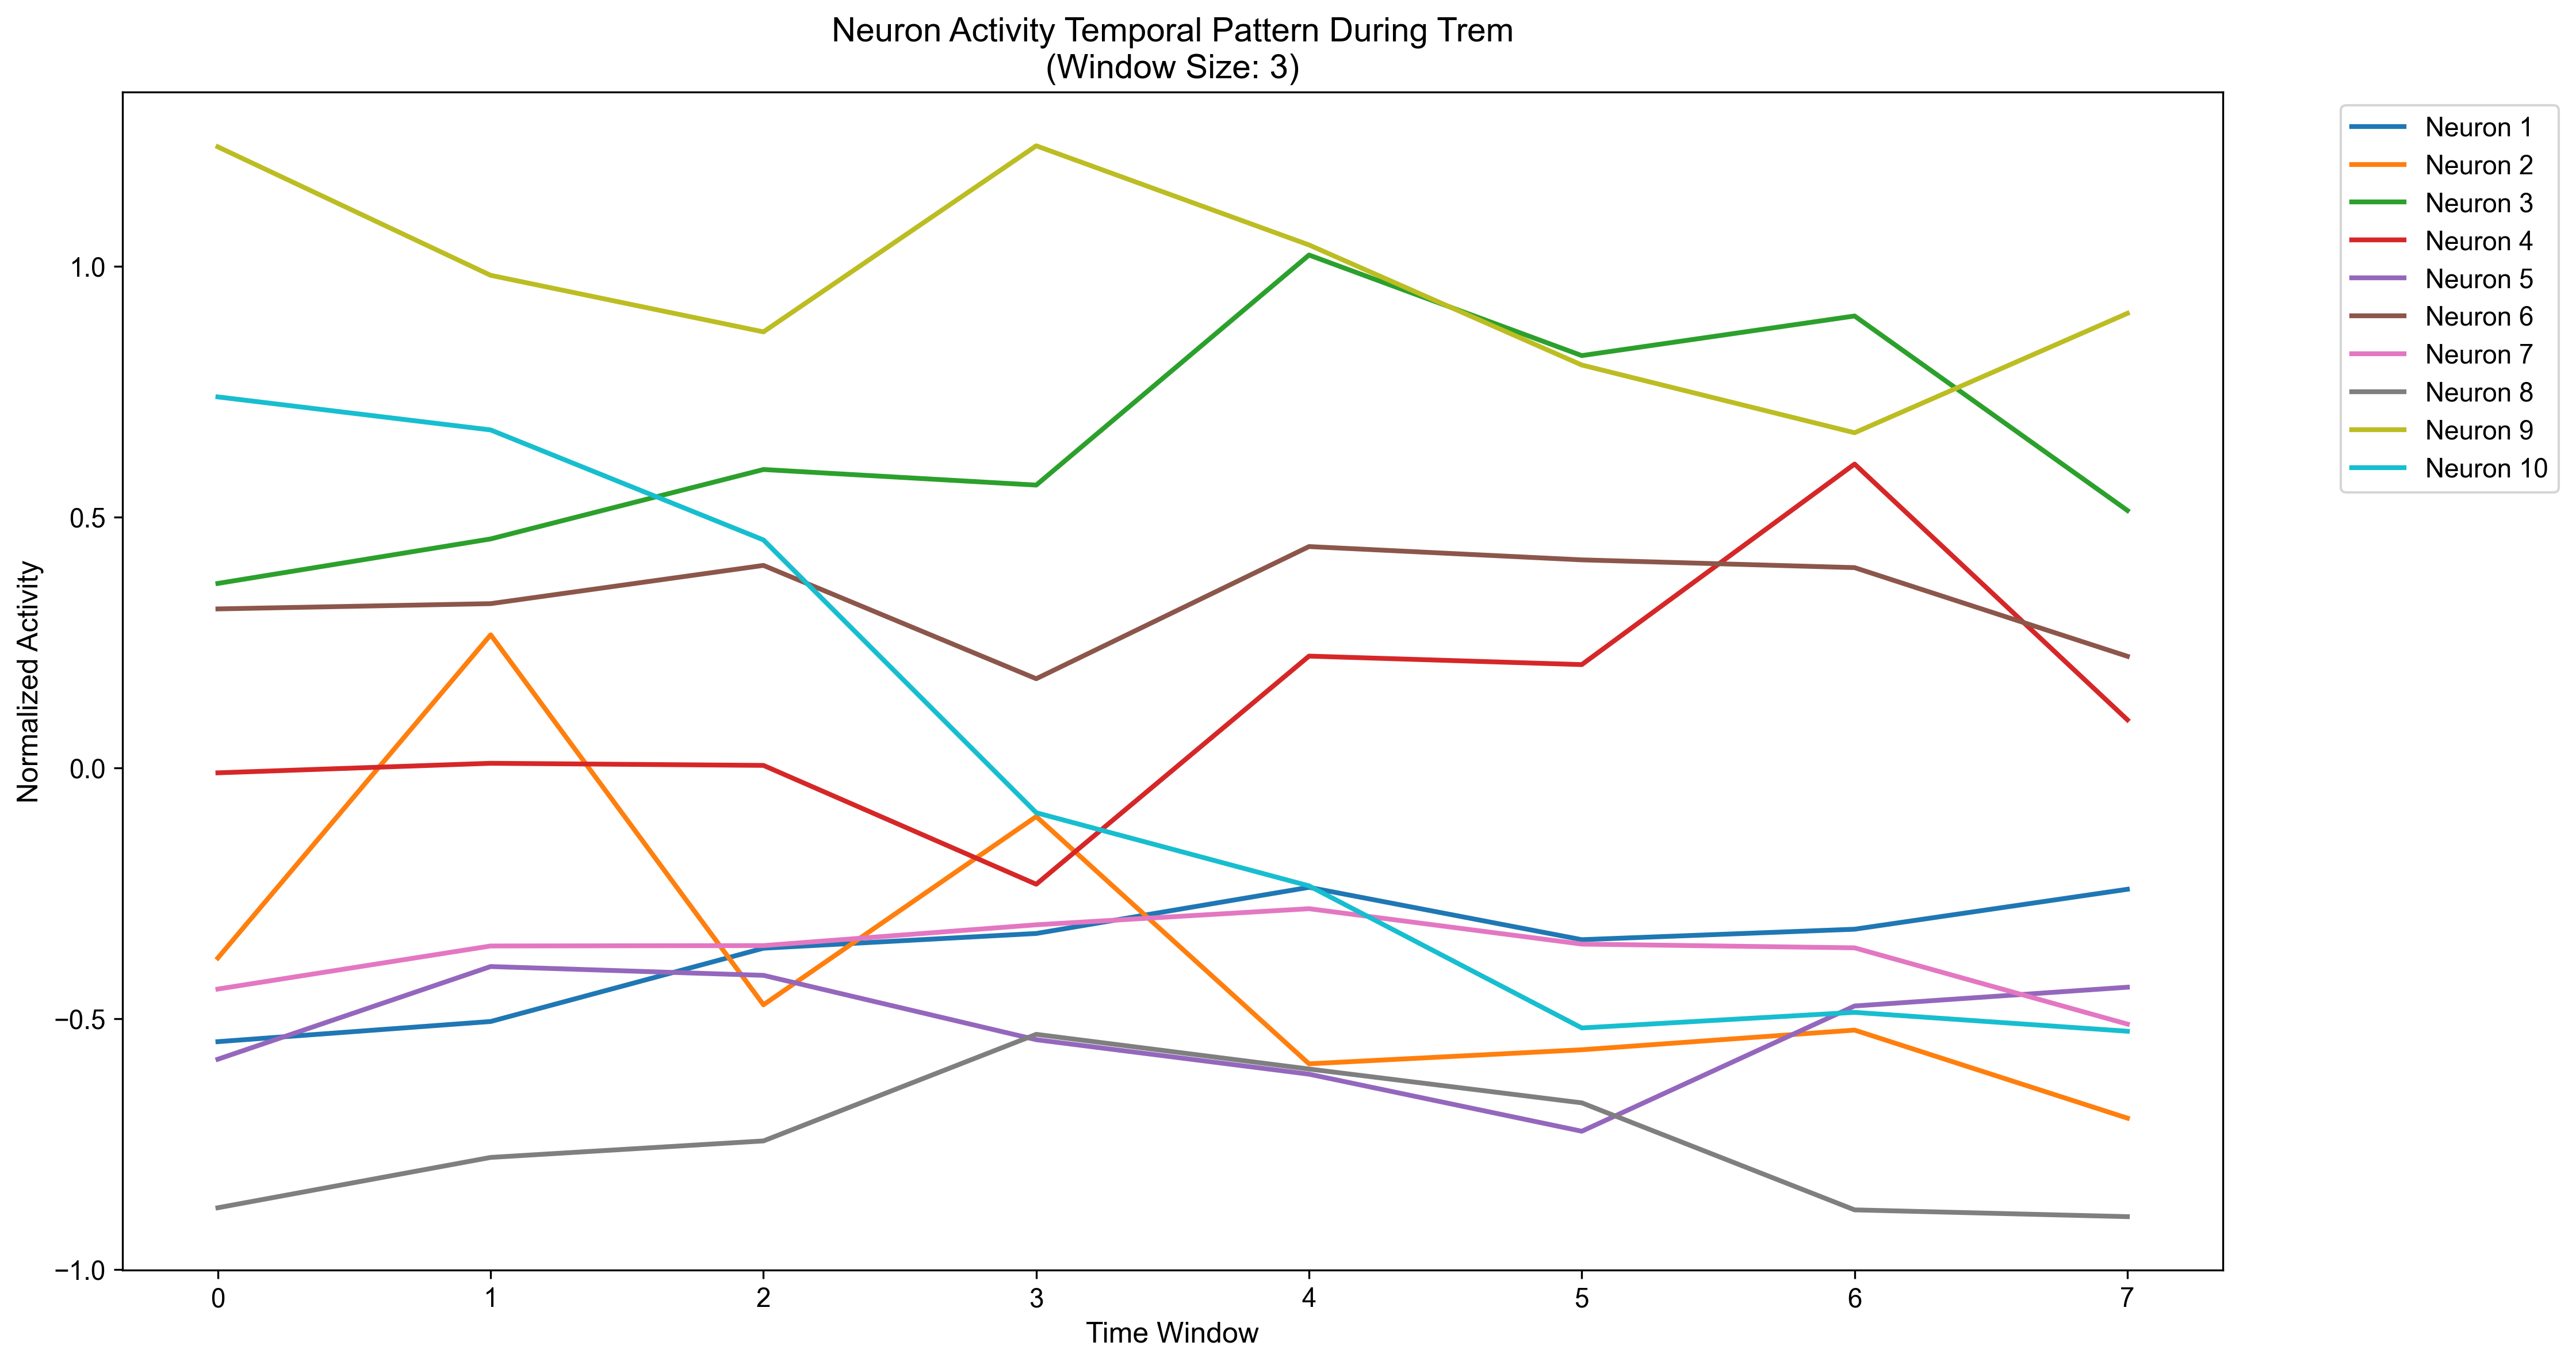 Neuron Activity Temporal Pattern During Trem
(Window Size: 3)
Normalized Activity
1.0
0.5
0.0
−0.5
−1.0
0
1
2
3
4
5
6
7
Time Window
Neuron 1
Neuron 2
Neuron 3
Neuron 4
Neuron 5
Neuron 6
Neuron 7
Neuron 8
Neuron 9
Neuron 10